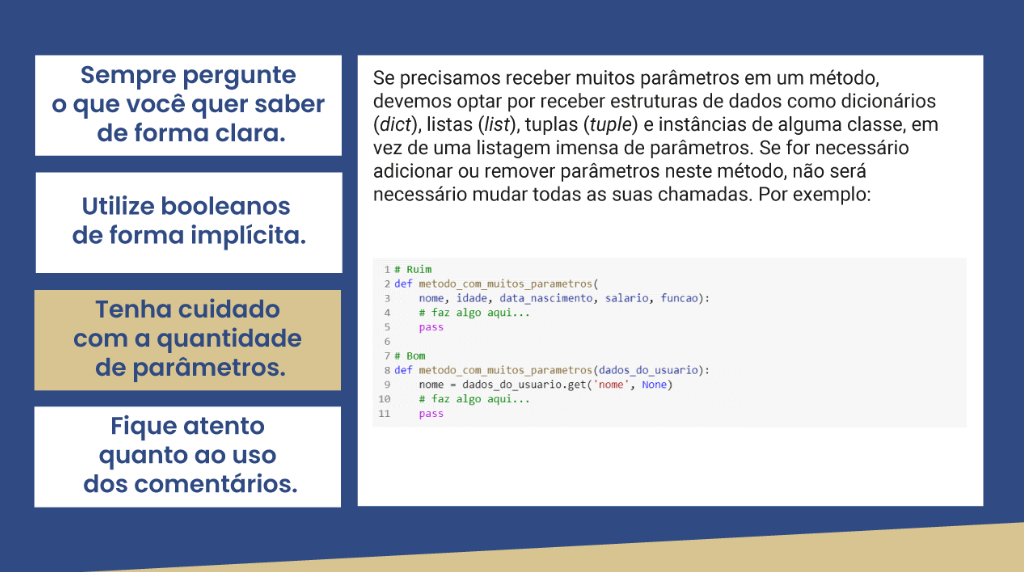 Sempre pergunte
o que você quer saber
de forma clara.
Utilize booleanos
de forma implícita.
Tenha cuidado
com a quantidade
de parâmetros.
Fique atento
quanto ao uso
dos comentários.
Se precisamos receber muitos parâmetros em um método,
devemos optar por receber estruturas de dados como dicionários
(dict), listas (list), tuplas (tuple) e instâncias de alguma classe, em
vez de uma listagem imensa de parâmetros. Se for necessário
adicionar ou remover parâmetros neste método, não será
necessário mudar todas as suas chamadas. Por exemplo:
1 # Ruim
2 def metodo_com_muitos_parametros(
3     nome, idade, data_nascimento, salario, funcao):
4     # faz algo aqui...
5     pass
6
7 # Bom
8 def metodo_com_muitos_parametros(dados_do_usuario):
9     nome = dados_do_usuario.get('nome', None)
10     # faz algo aqui...
11     pass